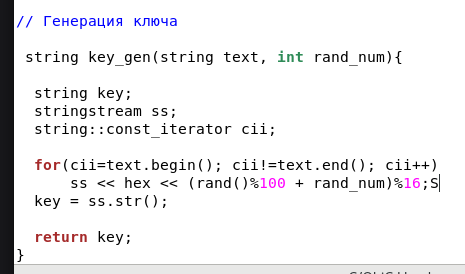 // Генерация ключа
string key_gen(string text, int rand_num){
string key;
stringstream ss;
string::const_iterator cii;
for(cii=text.begin(); cii!=text.end(); cii++)
ss << hex << (rand()%100 + rand_num)%16;S
key = ss.str();
return key;
}